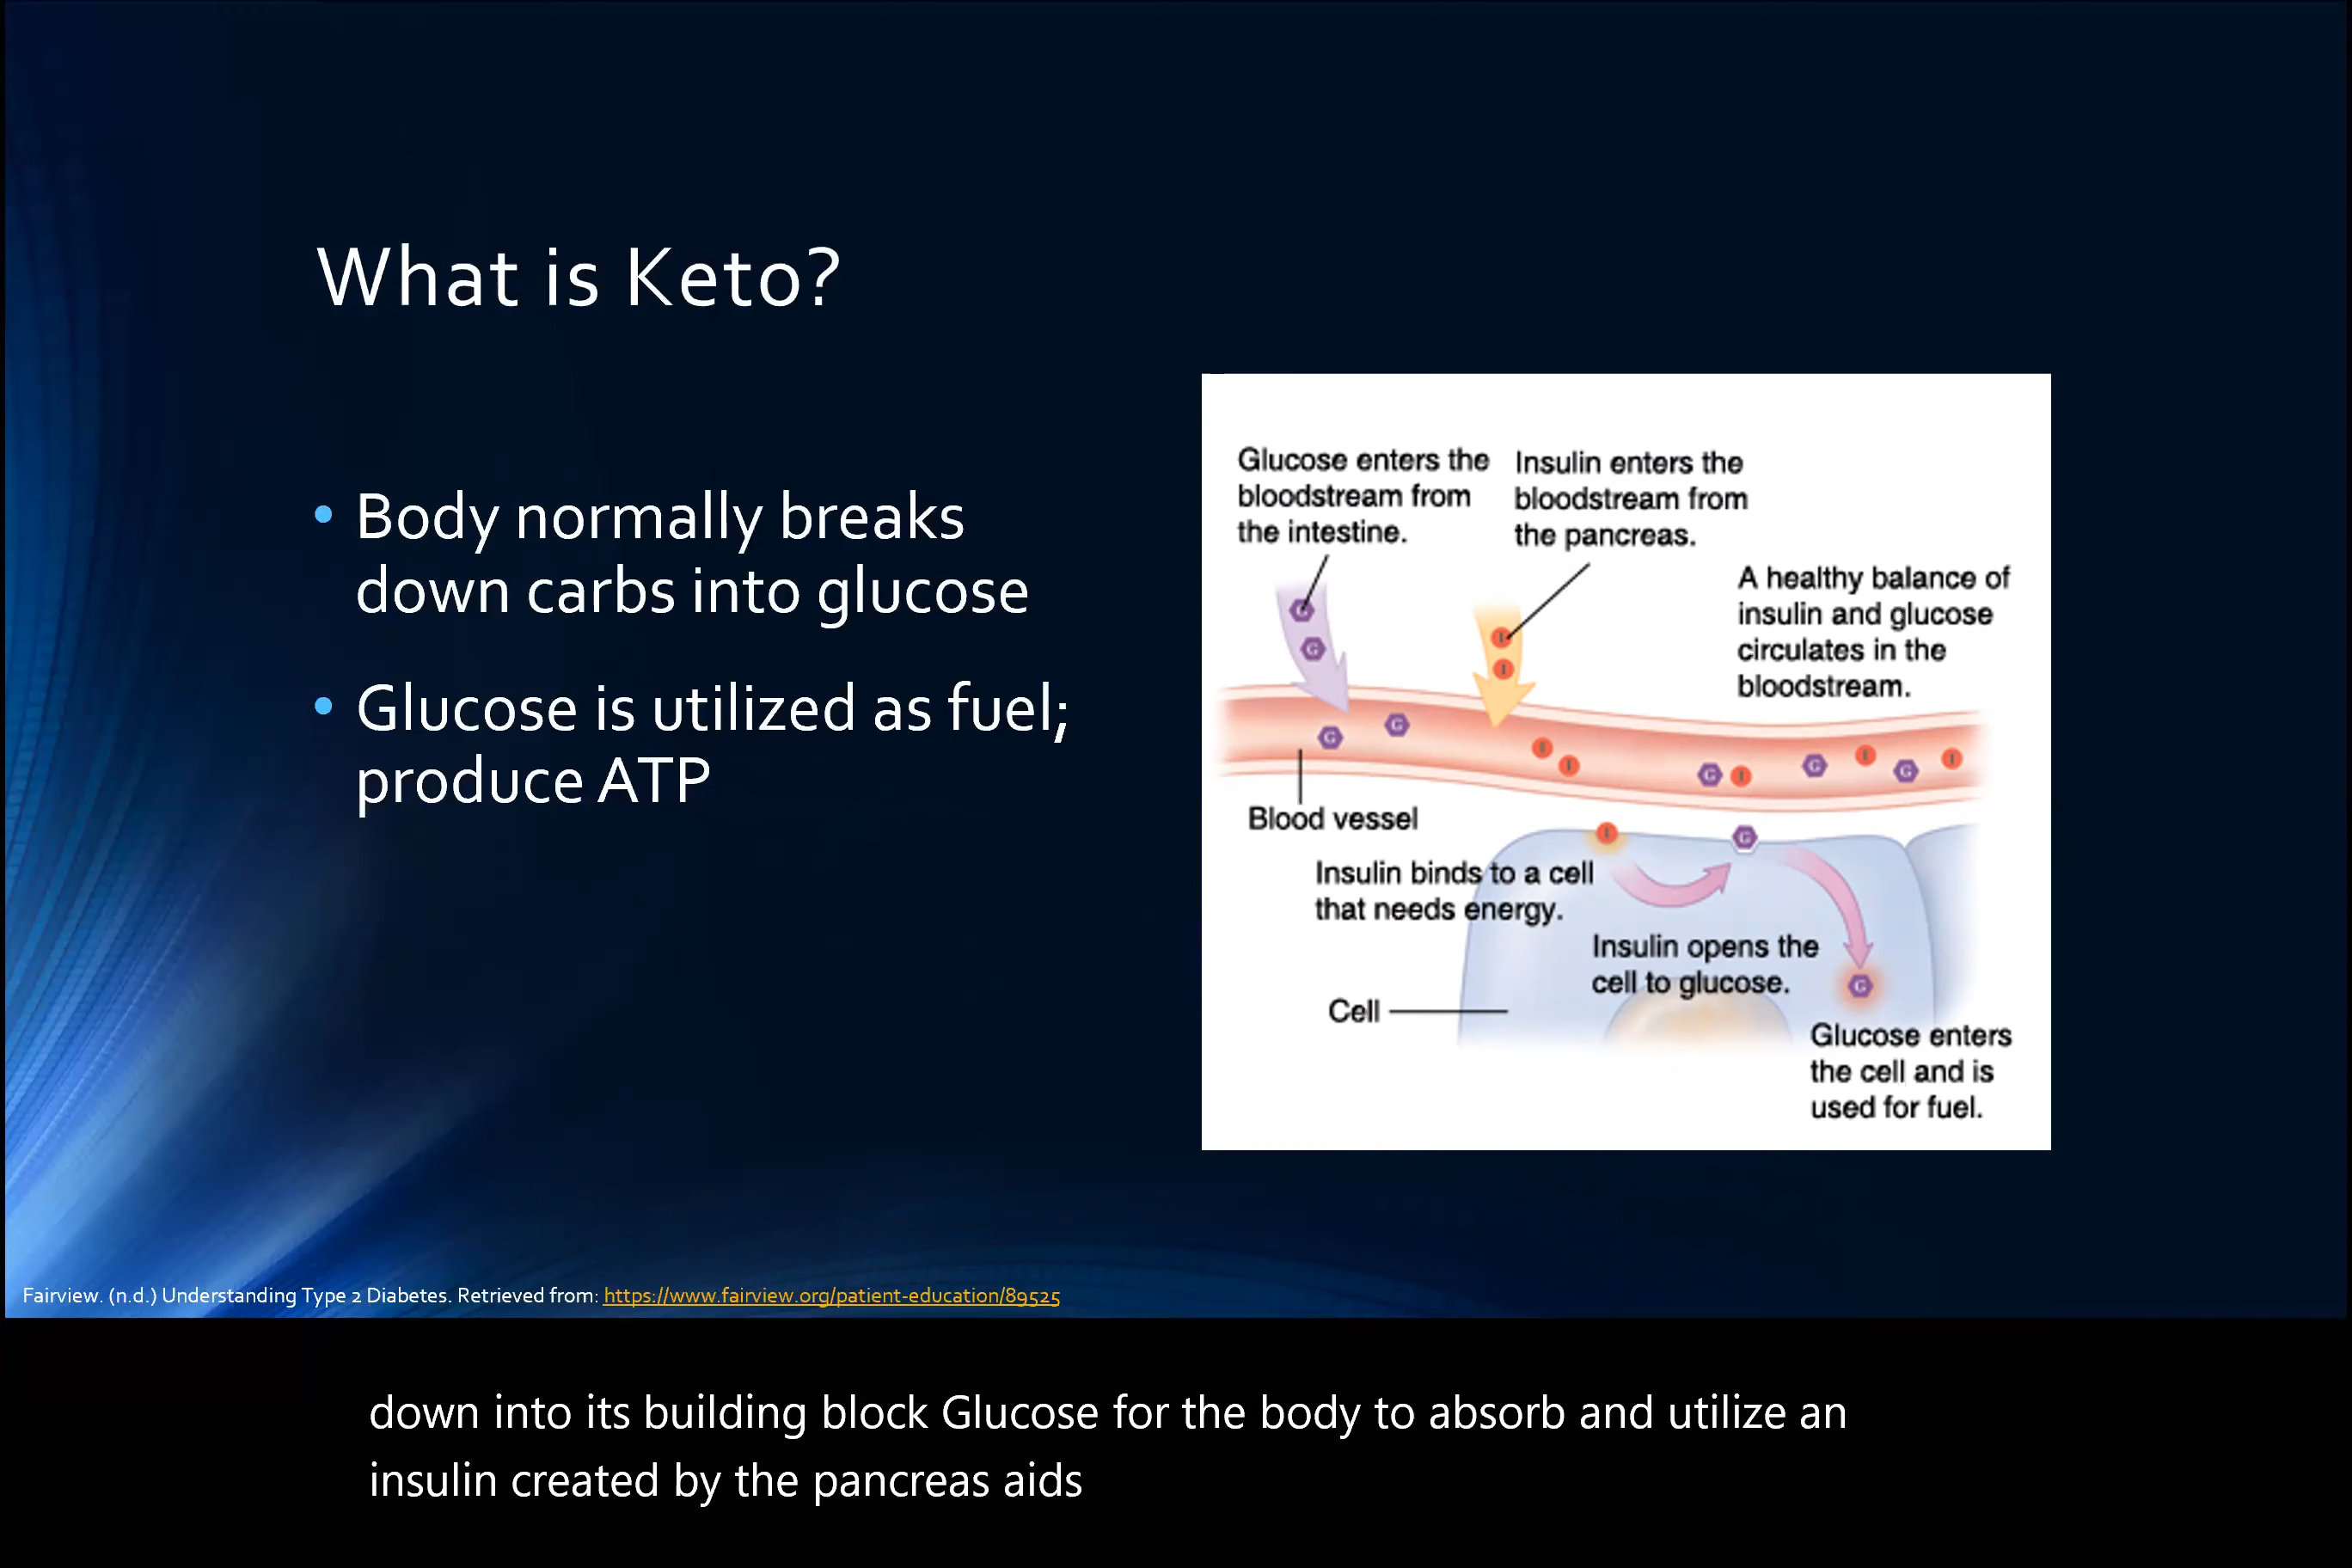 What is Keto?
• Body normally breaks
down carbs into glucose
• Glucose is utilized as fuel;
produce ATP
Glucose enters the
bloodstream from
the intestine.
Insulin enters the
bloodstream from
the pancreas.
A healthy balance of
insulin and glucose
circulates in the
bloodstream.
G
G
I
I
G
G
I
I
G
I
G
I
G
I
Blood vessel
I
G
Insulin binds to a cell
that needs energy.
Insulin opens the
cell to glucose.
G
Cell
Glucose enters
the cell and is
used for fuel.
Fairview. (n.d.) Understanding Type 2 Diabetes. Retrieved from: https://www.fairview.org/patient-education/89525
down into its building block Glucose for the body to absorb and utilize an
insulin created by the pancreas aids